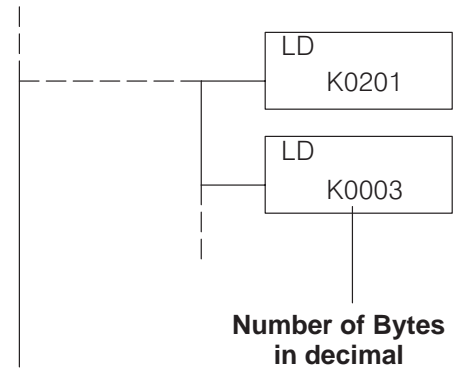 LD
K0201
LD
K0003
Number of Bytes
in decimal